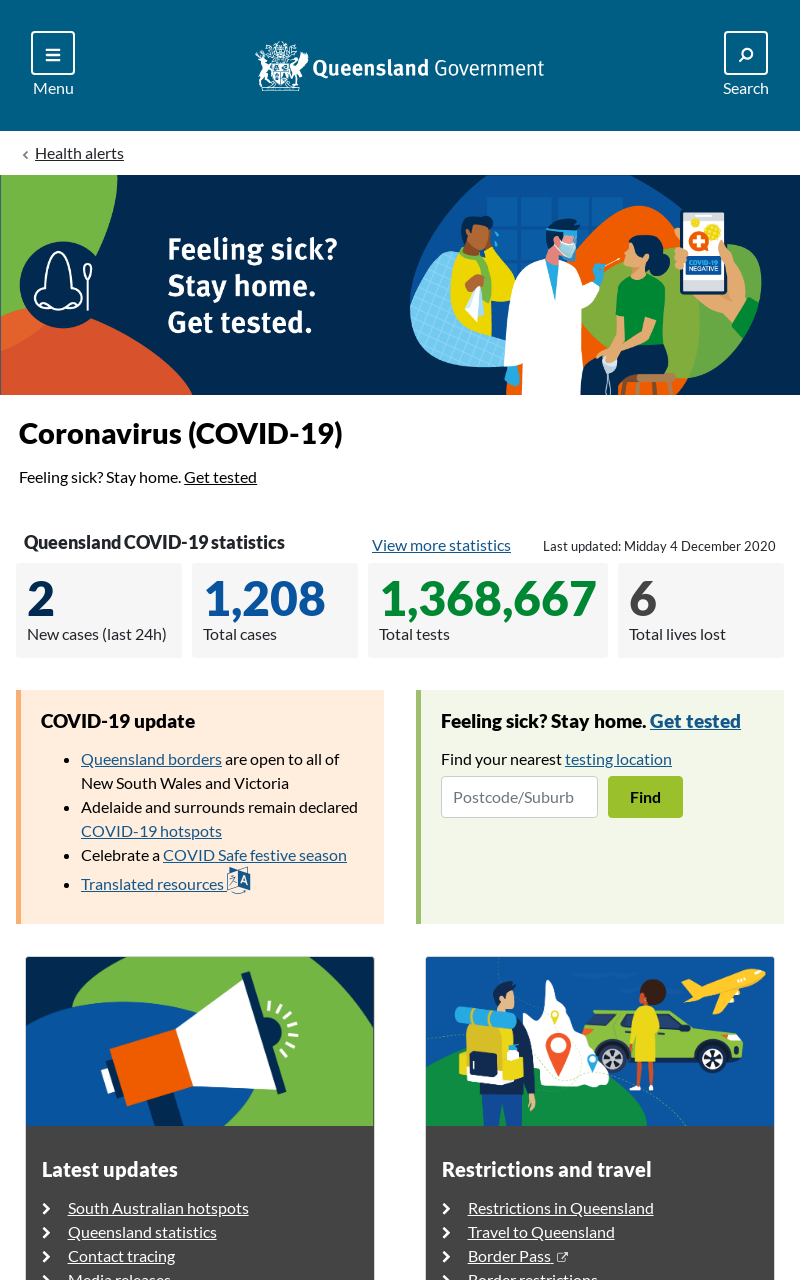 Menu
Queensland Government
Search
Health alerts
Feeling sick?
Stay home.
Get tested.
COVID-19
NEGATIVE
Coronavirus (COVID-19)
Feeling sick? Stay home. Get tested
Queensland COVID-19 statistics
View more statistics
Last updated: Midday 4 December 2020
2
New cases (last 24h)
1,208
Total cases
1,368,667
Total tests
6
Total lives lost
COVID-19 update
Queensland borders are open to all of
New South Wales and Victoria
Adelaide and surrounds remain declared
COVID-19 hotspots
Celebrate a COVID Safe festive season
Translated resources
Feeling sick? Stay home. Get tested
Find your nearest testing location
Postcode/Suburb
Find
Latest updates
South Australian hotspots
Queensland statistics
Contact tracing
Media releases
Restrictions and travel
Restrictions in Queensland
Travel to Queensland
Border Pass
Border restrictions